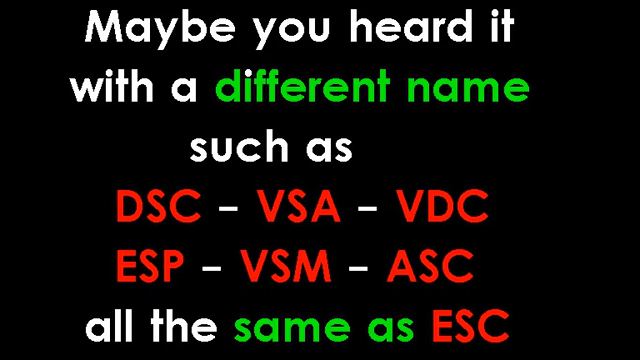 Maybe you heard it
with a different name
such as
DSC - VSA - VDC
ESP - VSM - ASC
all the same as ESC